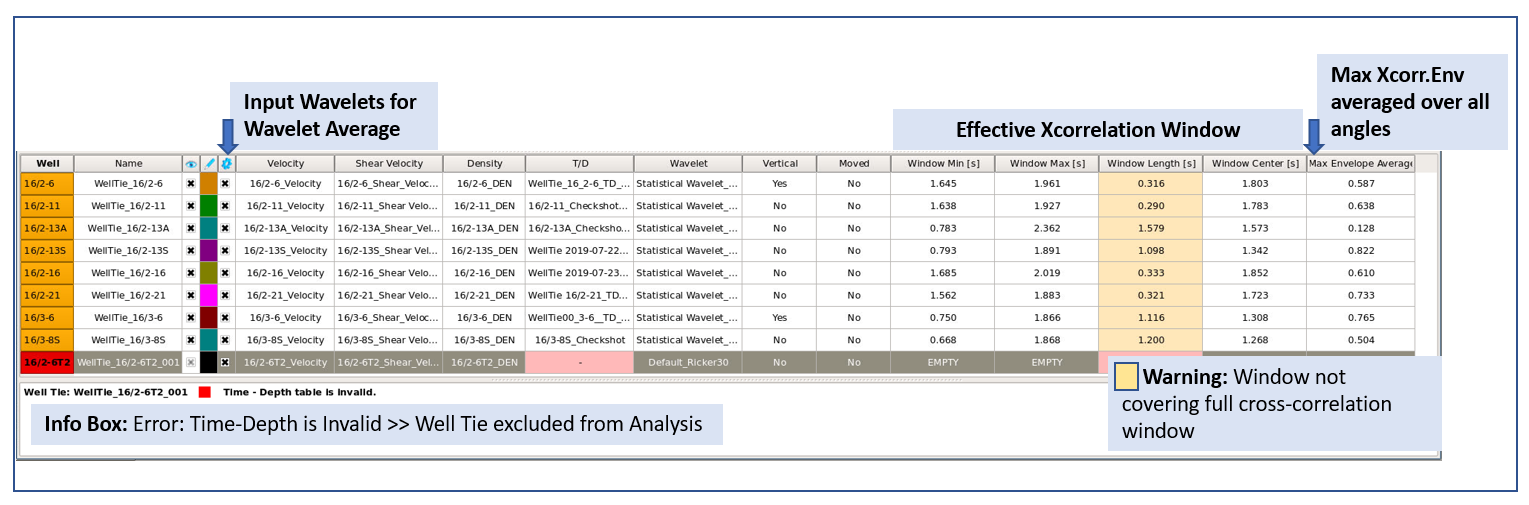 Max Xcorr.Env
averaged over all
angles
Input Wavelets for
Wavelet Average
Effective Xcorrelation Window
Well Name Velocity Shear Velocity Density T/D Wavelet Vertical Moved Window Min [s] Window Max [s] Window Length [s] Window Center [s] Max Envelope Average
16/2-6 WellTie_16/2-6 16/2-6_Velocity 16/2-6_Shear_Veloc... 16/2-6_DEN WellTie_16_2-6_TD_... Statistical Wavelet_... Yes No 1.645 1.961 0.316 1.803 0.587
16/2-11 WellTie_16/2-11 16/2-11_Velocity 16/2-11_Shear Velo... 16/2-11_DEN 16/2-11_Checkshot... Statistical Wavelet_... No No 1.638 1.927 0.290 1.783 0.638
16/2-13A WellTie_16/2-13A 16/2-13A_Velocity 16/2-13A_Shear_Vel... 16/2-13A_DEN 16/2-13A_Checksho... Statistical Wavelet_... No No 0.783 2.362 1.579 1.573 0.128
16/2-13S WellTie_16/2-13S 16/2-13S_Velocity 16/2-13S_Shear Vel... 16/2-13S_DEN WellTie 2019-07-22... Statistical Wavelet_... No No 0.793 1.891 1.098 1.342 0.822
16/2-16 WellTie_16/2-16 16/2-16_Velocity 16/2-16_Shear Velo... 16/2-16_DEN WellTie 2019-07-23... Statistical Wavelet_... No No 1.685 2.019 0.333 1.852 0.610
16/2-21 WellTie_16/2-21 16/2-21_Velocity 16/2-21_Shear Velo... 16/2-21_DEN WellTie 16/2-21_TD... Statistical Wavelet_... No No 1.562 1.883 0.321 1.723 0.733
16/3-6 WellTie_16/3-6 16/3-6_Velocity 16/3-6_Shear_Veloc... 16/3-6_DEN WellTie00_3-6__TD_... Statistical Wavelet_... Yes No 0.750 1.866 1.116 1.308 0.765
16/3-8S WellTie_16/3-8S 16/3-8S_Velocity 16/3-8S_Shear Velo... 16/3-8S_DEN 16/3-8S_Checkshot Statistical Wavelet_... No No 0.668 1.868 1.200 1.268 0.504
16/2-6T2 WellTie_16/2-6T2_001 16/2-6T2_Velocity 16/2-6T2_Shear_Vel... 16/2-6T2_DEN - Default_Ricker30 No No EMPTY EMPTY
Well Tie: WellTie_16/2-6T2_001 Time - Depth table is invalid.
Info Box: Error: Time-Depth is Invalid >> Well Tie excluded from Analysis
Warning: Window not
covering full cross-correlation
window